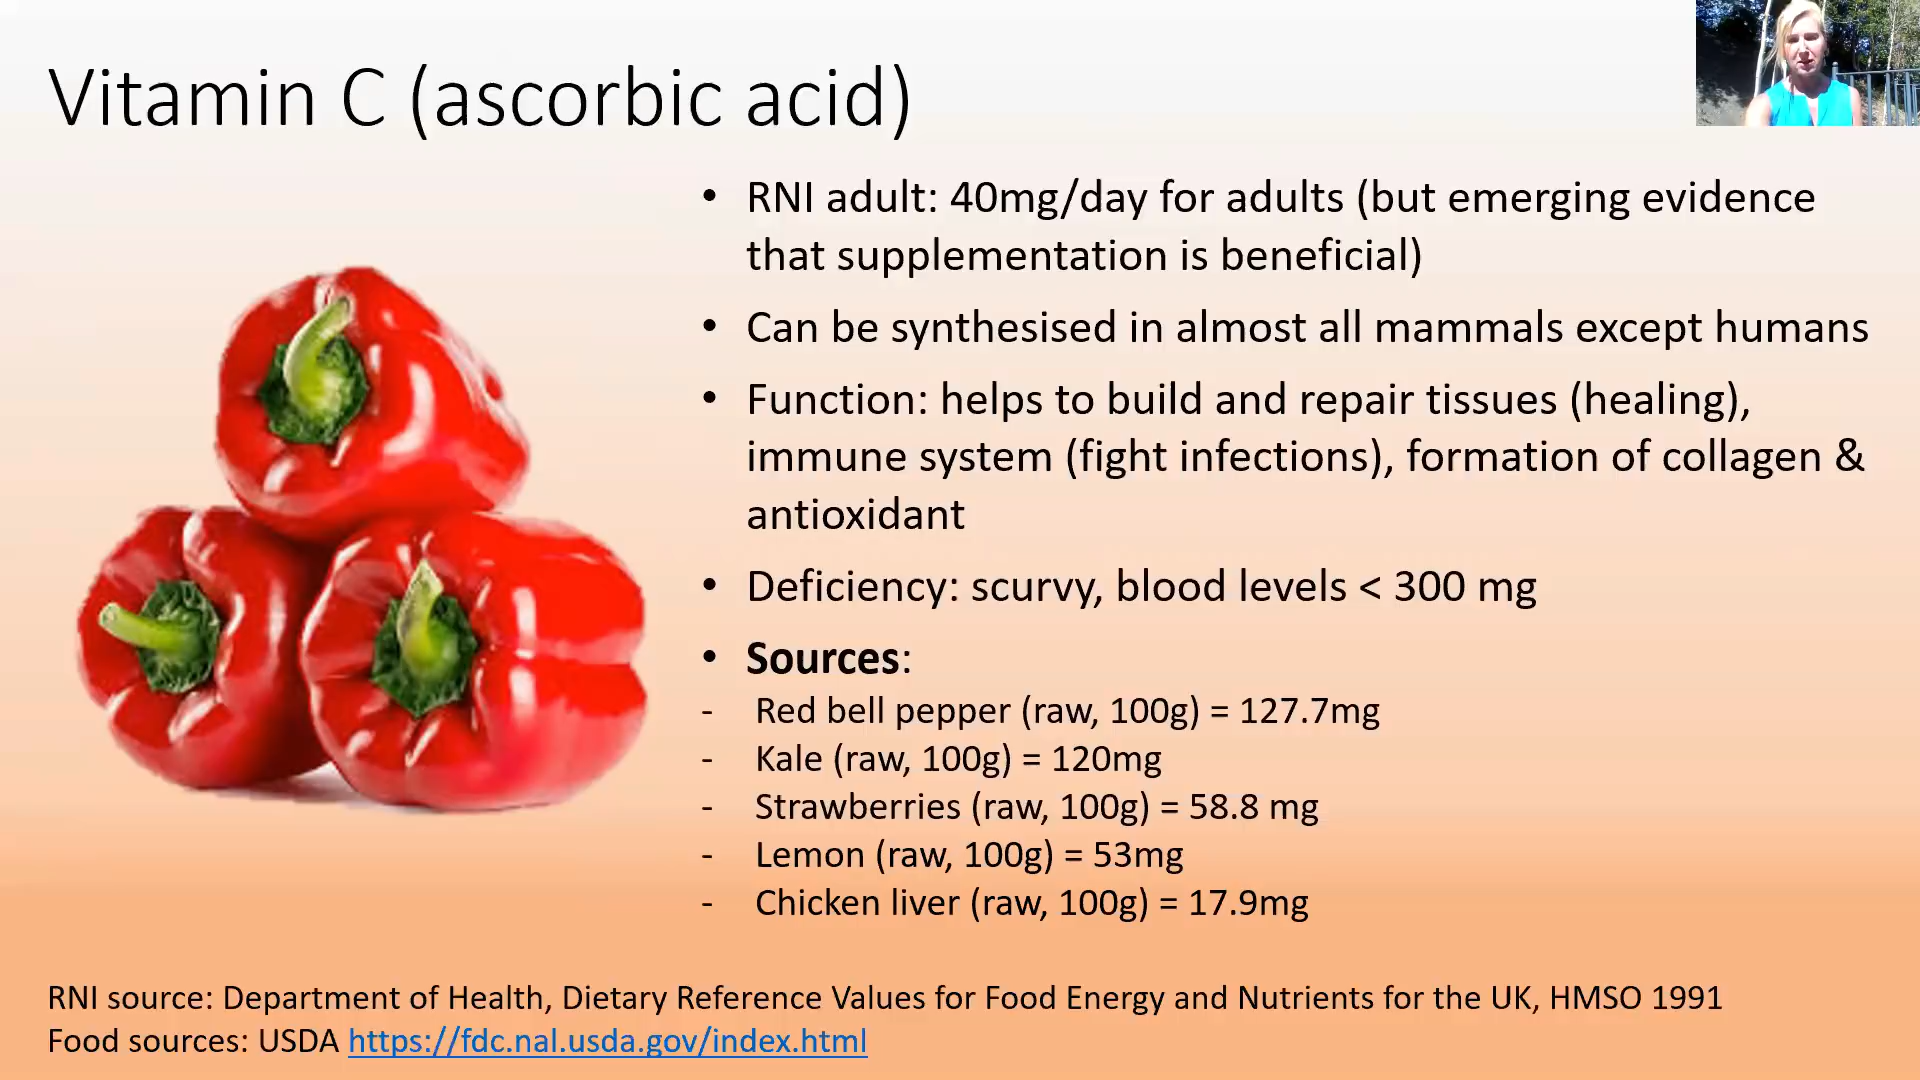 Vitamin C (ascorbic acid)
• RNI adult: 40mg/day for adults (but emerging evidence
that supplementation is beneficial)
• Can be synthesised in almost all mammals except humans
• Function: helps to build and repair tissues (healing),
immune system (fight infections), formation of collagen &
antioxidant
• Deficiency: scurvy, blood levels < 300 mg
• Sources:
- Red bell pepper (raw, 100g) = 127.7mg
- Kale (raw, 100g) = 120mg
- Strawberries (raw, 100g) = 58.8 mg
- Lemon (raw, 100g) = 53mg
- Chicken liver (raw, 100g) = 17.9mg
RNI source: Department of Health, Dietary Reference Values for Food Energy and Nutrients for the UK, HMSO 1991
Food sources: USDA https://fdc.nal.usda.gov/index.html